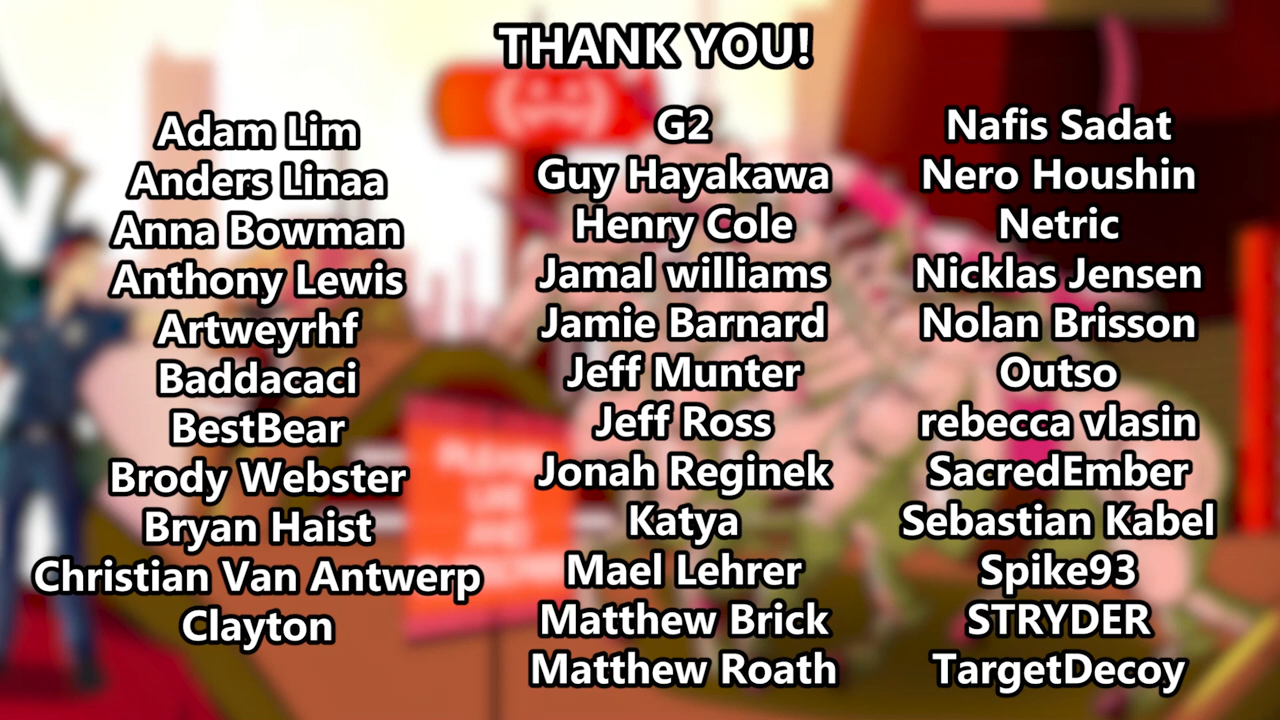 THANK YOU!
Adam Lim
Anders Linaa
Anna Bowman
Anthony Lewis
Artweyrhf
Baddacaci
BestBear
Brody Webster
Bryan Haist
Christian Van Antwerp
Clayton
G2
Guy Hayakawa
Henry Cole
Jamal williams
Jamie Barnard
Jeff Munter
Jeff Ross
Jonah Reginek
Katya
Mael Lehrer
Matthew Brick
Matthew Roath
Nafis Sadat
Nero Houshin
Netric
Nicklas Jensen
Nolan Brisson
Outso
rebecca vlasin
SacredEmber
Sebastian Kabel
Spike93
STRYDER
TargetDecoy